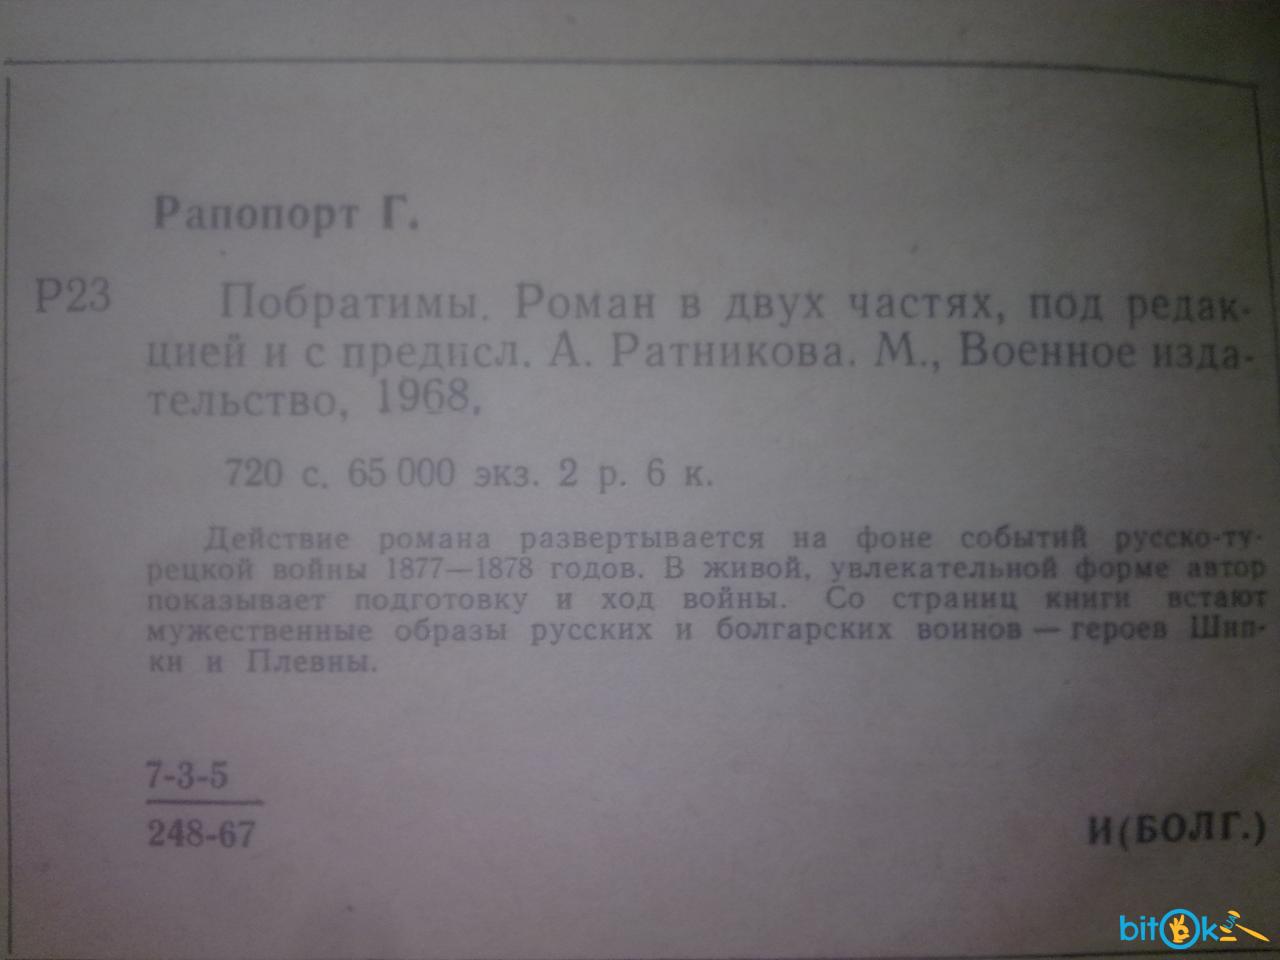 Рапопорт Г.
Р23 Побратимы. Роман в двух частях, под редак-
цией и с предисл. А. Ратникова. М., Военное изда-
тельство, 1968.
720 с. 65 000 экз. 2 р. 6 к.
Действие романа развертывается на фоне событий русско-ту-
рецкой войны 1877—1878 годов. В живой, увлекательной форме автор
показывает подготовку и ход войны. Со страниц книги встают
мужественные образы русских и болгарских воинов — героев Шип-
ки и Плевны.
7-3-5
248-67
И(БОЛГ.)
bitOk UA